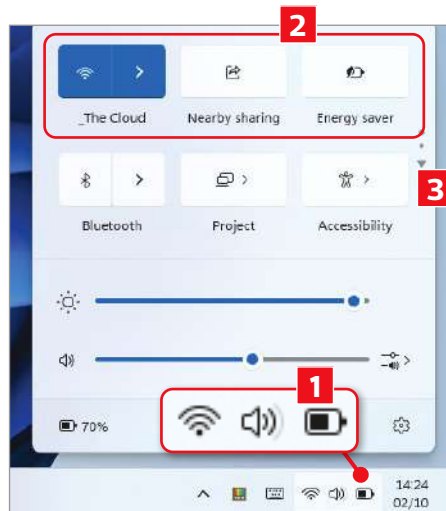 2
_The Cloud
Nearby sharing
Energy saver
3
Bluetooth
Project
Accessibility
1
70%
14:24
02/10